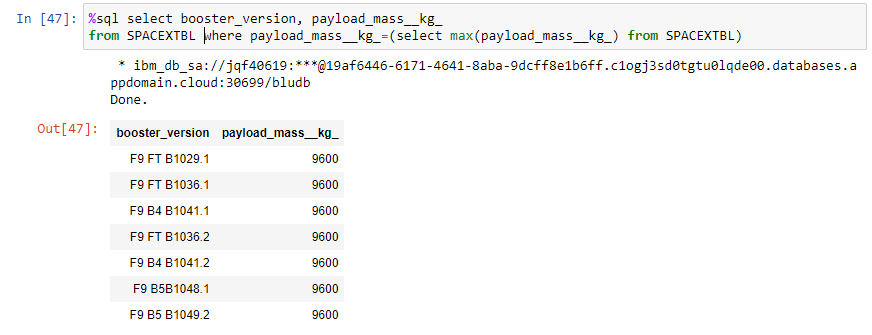 In [47]: %sql select booster_version, payload_mass__kg_
from SPACEXTBL where payload_mass__kg_=(select max(payload_mass__kg_) from SPACEXTBL)
* ibm_db_sa://jqf40619:***@19af6446-6171-4641-8aba-9dcff8e1b6ff.c1ogj3sd0tgtu0lqde00.databases.a
ppdomain.cloud:30699/bludb
Done.
Out[47]: booster_version payload_mass__kg_
F9 FT B1029.1 9600
F9 FT B1036.1 9600
F9 B4 B1041.1 9600
F9 FT B1036.2 9600
F9 B4 B1041.2 9600
F9 B5B1048.1 9600
F9 B5 B1049.2 9600